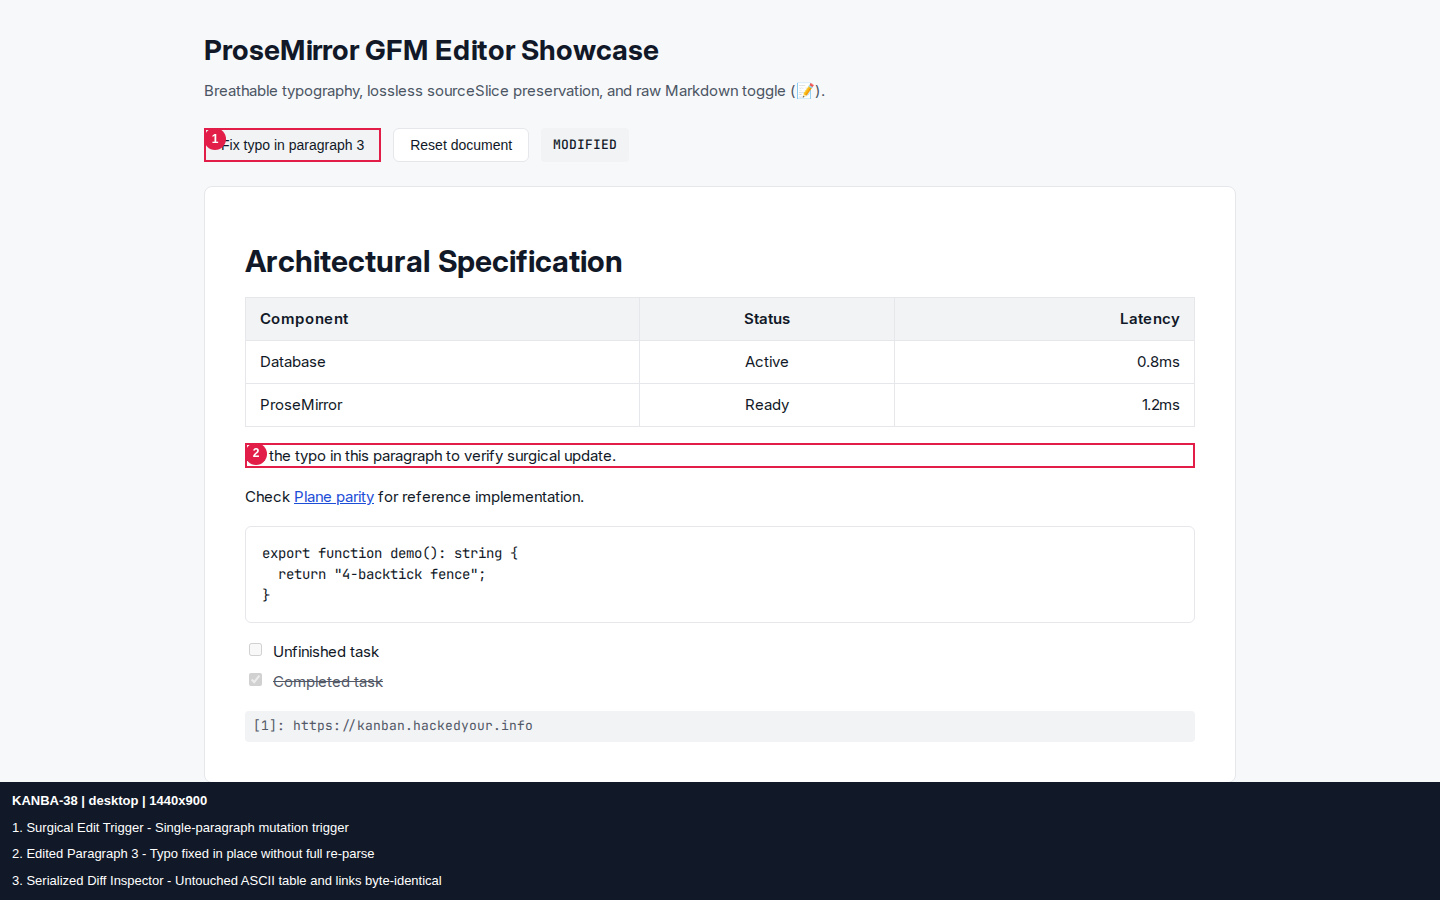 ProseMirror GFM Editor Showcase
Breathable typography, lossless sourceSlice preservation, and raw Markdown toggle (📝).
1
Fix typo in paragraph 3
Reset document
MODIFIED
Architectural Specification
Component Status Latency
Database Active 0.8ms
ProseMirror Ready 1.2ms
2
the typo in this paragraph to verify surgical update.
Check Plane parity for reference implementation.
export function demo(): string {
  return "4-backtick fence";
}
Unfinished task
Completed task
[1]: https://kanban.hackedyour.info
KANBA-38 | desktop | 1440x900
1. Surgical Edit Trigger - Single-paragraph mutation trigger
2. Edited Paragraph 3 - Typo fixed in place without full re-parse
3. Serialized Diff Inspector - Untouched ASCII table and links byte-identical